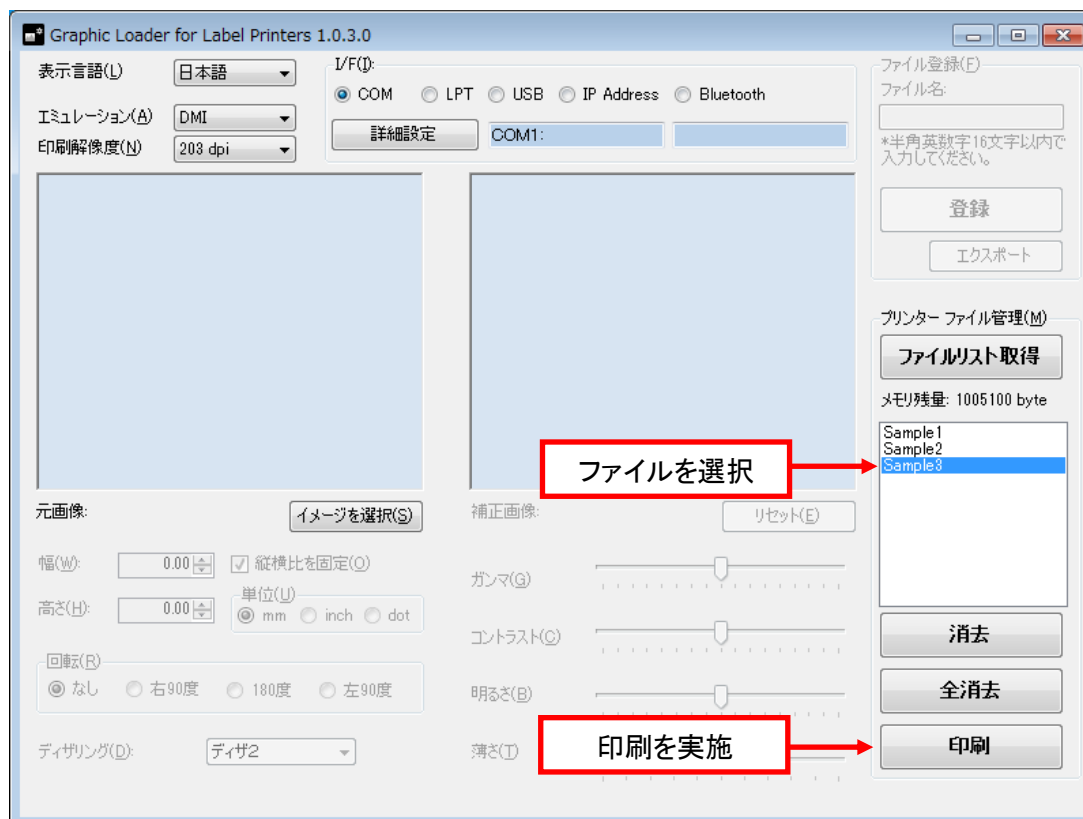 Graphic Loader for Label Printers 1.0.3.0
表示言語(L) 日本語
エミュレーション(A) DMI
印刷解像度(N) 203 dpi
I/F(I):
COM LPT USB IP Address Bluetooth
詳細設定 COM1:
ファイル登録(F)
ファイル名:
*半角英数字16文字以内で
入力してください。
登録
エクスポート
プリンター ファイル管理(M)
ファイルリスト取得
メモリ残量: 1005100 byte
Sample1
Sample2
Sample3
ファイルを選択
元画像: イメージを選択(S)
補正画像: リセット(E)
幅(W): 0.00 縦横比を固定(O)
高さ(H): 0.00
単位(U)
mm inch dot
回転(R)
なし 右90度 180度 左90度
ディザリング(D): ディザ2
ガンマ(G)
コントラスト(C)
明るさ(B)
薄さ(T)
印刷を実施
消去
全消去
印刷